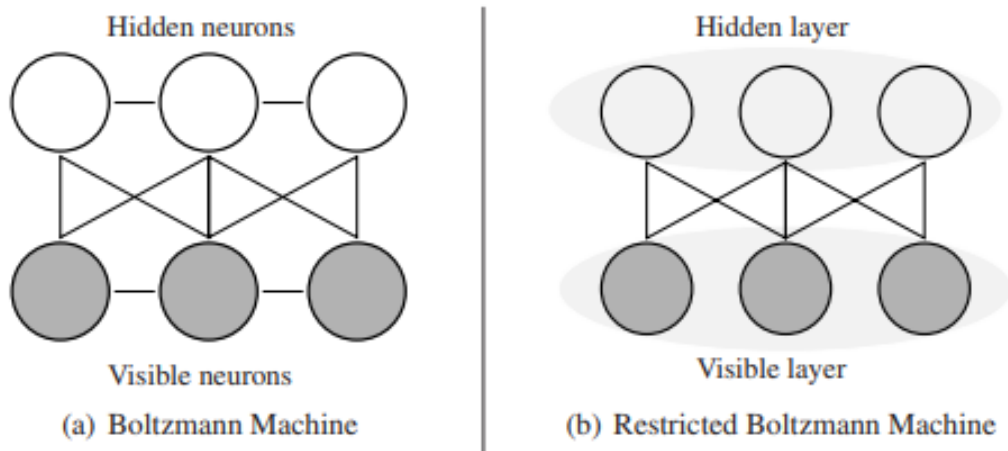 Hidden neurons
Visible neurons
(a) Boltzmann Machine
Hidden layer
Visible layer
(b) Restricted Boltzmann Machine